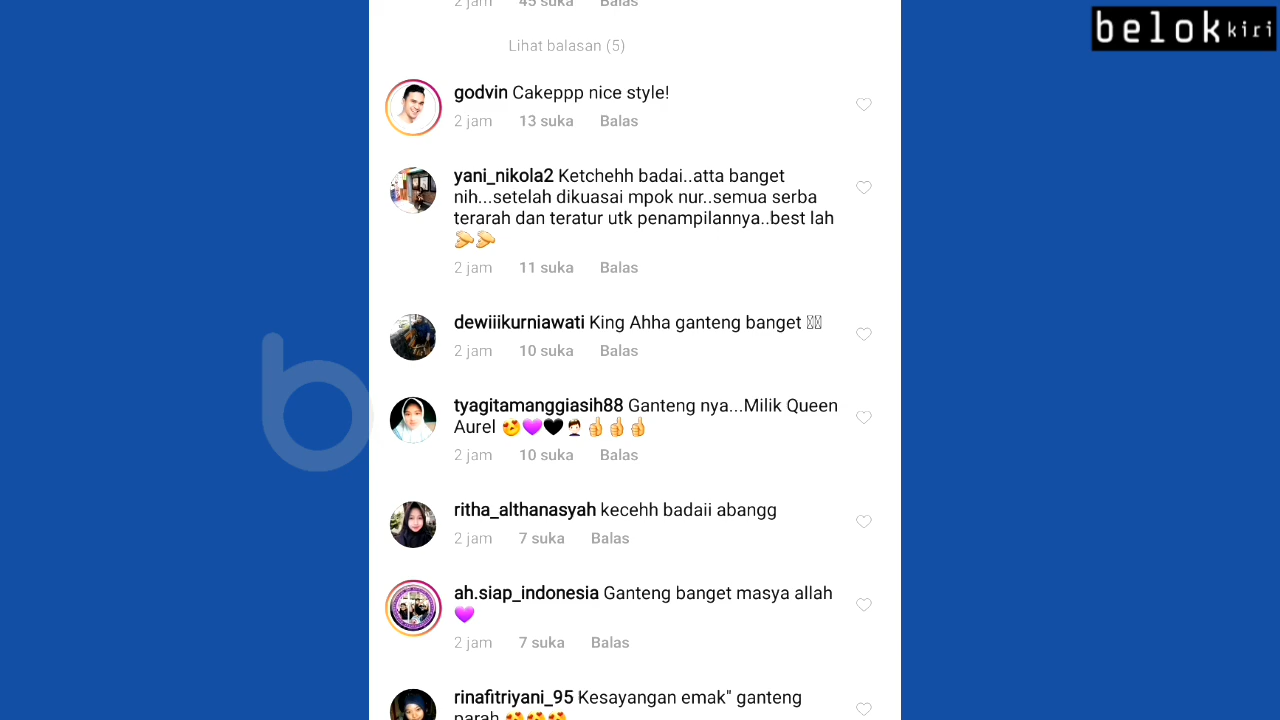 belokkiri
2 jam 45 suka Balas
Lihat balasan (5)
godvin Cakeppp nice style!
2 jam 13 suka Balas
yani_nikola2 Ketchehh badai..atta banget
nih...setelah dikuasai mpok nur..semua serba
terarah dan teratur utk penampilannya..best lah
2 jam 11 suka Balas
dewiiikurniawati King Ahha ganteng banget
2 jam 10 suka Balas
tyagitamanggiasih88 Ganteng nya...Milik Queen
Aurel 😍💜🖤🤦🏻‍♂️👍🏻👍🏻👍🏻
2 jam 10 suka Balas
ritha_althanasyah kecehh badaii abangg
2 jam 7 suka Balas
ah.siap_indonesia Ganteng banget masya allah
💜
2 jam 7 suka Balas
rinafitriyani_95 Kesayangan emak" ganteng
parah 😍😍😍
b